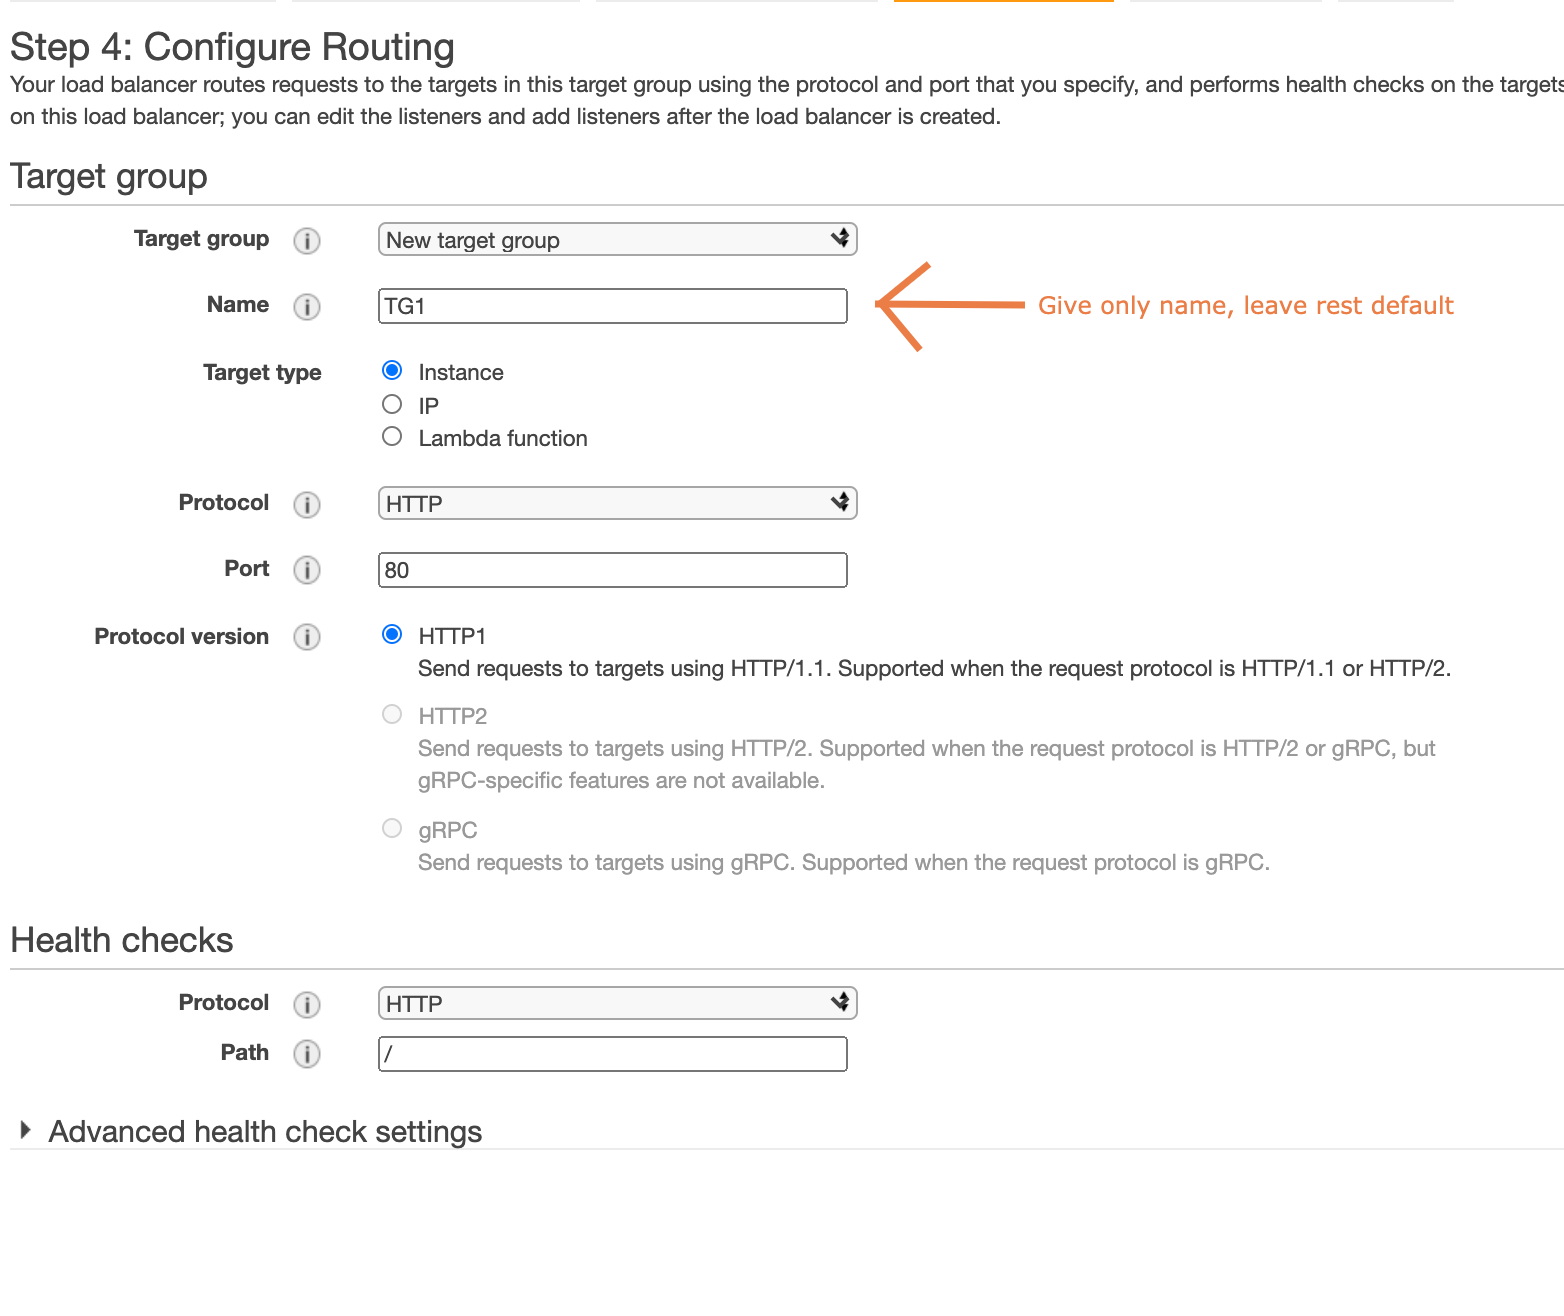 Step 4: Configure Routing
Your load balancer routes requests to the targets in this target group using the protocol and port that you specify, and performs health checks on the targets
on this load balancer; you can edit the listeners and add listeners after the load balancer is created.
Target group
Target group i New target group
Name i TG1 Give only name, leave rest default
Target type Instance
IP
Lambda function
Protocol i HTTP
Port i 80
Protocol version i HTTP1
Send requests to targets using HTTP/1.1. Supported when the request protocol is HTTP/1.1 or HTTP/2.
HTTP2
Send requests to targets using HTTP/2. Supported when the request protocol is HTTP/2 or gRPC, but
gRPC-specific features are not available.
gRPC
Send requests to targets using gRPC. Supported when the request protocol is gRPC.
Health checks
Protocol i HTTP
Path i /
Advanced health check settings